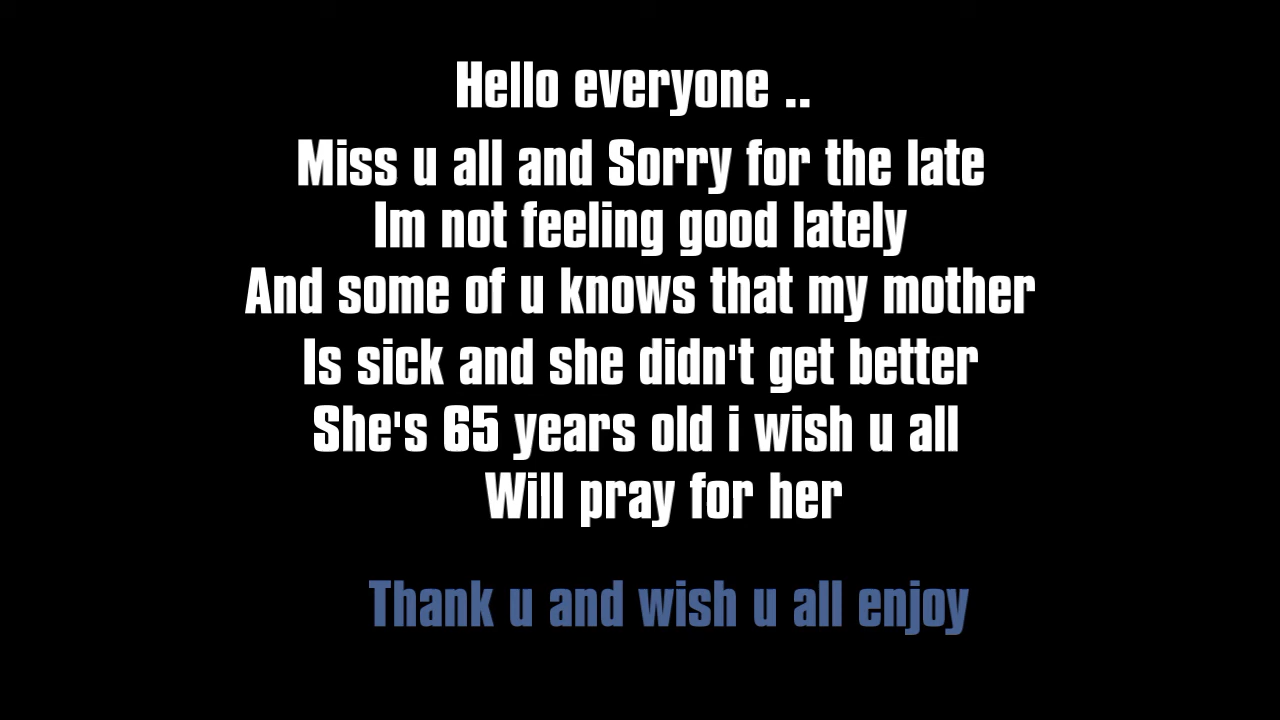 Hello everyone ..
Miss u all and Sorry for the late
Im not feeling good lately
And some of u knows that my mother
Is sick and she didn't get better
She's 65 years old i wish u all
Will pray for her
Thank u and wish u all enjoy